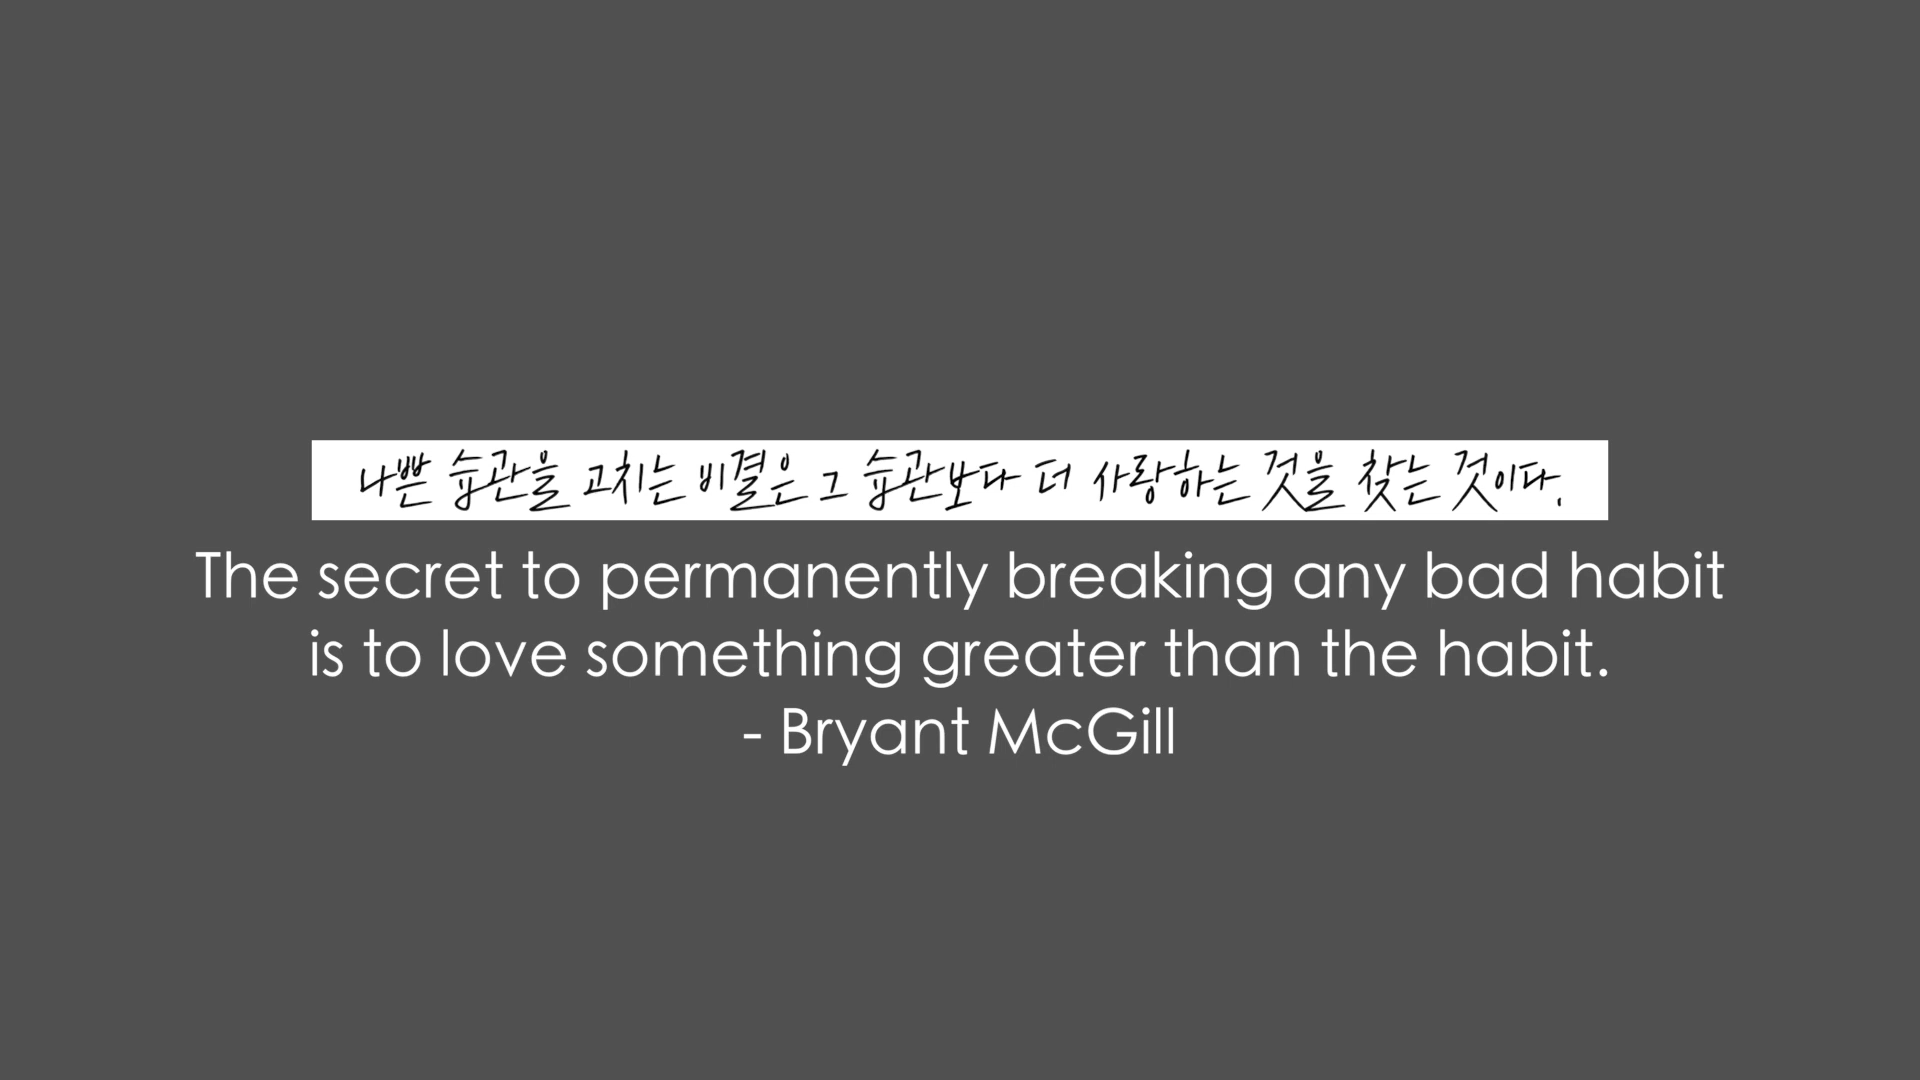 나쁜 습관을 고치는 비결은 그 습관보다 더 사랑하는 것을 찾는 것이다.
The secret to permanently breaking any bad habit
is to love something greater than the habit.
- Bryant McGill